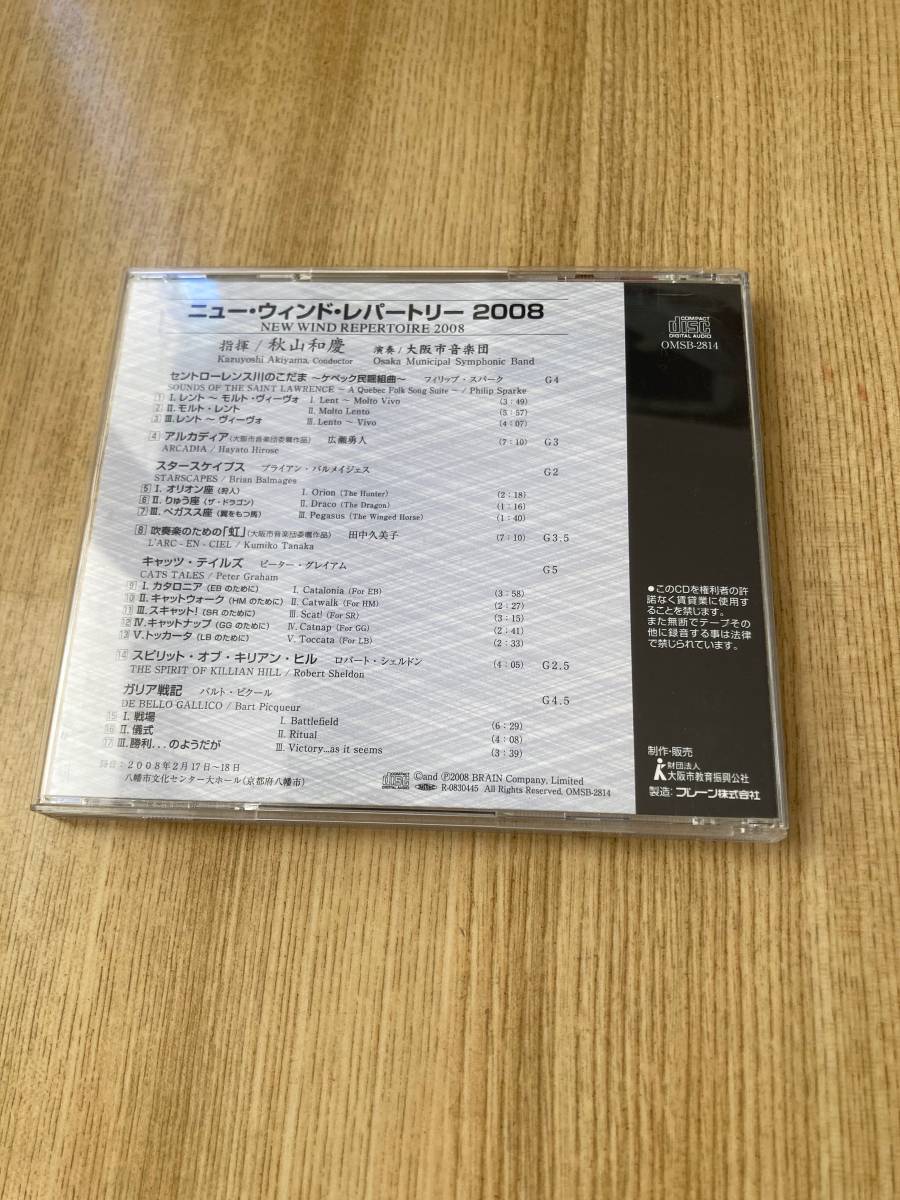 ニュー・ウィンド・レパートリー 2008
NEW WIND REPERTOIRE 2008
指揮/秋山和慶 演奏/大阪市音楽団
Kazuyoshi Akiyama, Conductor Osaka Municipal Symphonic Band
セントローレンス川のこだま ～ケベック民謡組曲～ フィリップ・スパーク G4
SOUNDS OF THE SAINT LAWRENCE ～ A Quebec Folk Song Suite ～ / Philip Sparke
1 I. レント ～ モルト・ヴィーヴォ I. Lent ～ Molto Vivo (3:49)
2 II. モルト・レント II. Molto Lento (3:57)
3 III. レント ～ ヴィーヴォ III. Lento ～ Vivo (4:07)
4 アルカディア (大阪市音楽団委嘱作品) 広瀬勇人 (7:10) G3
ARCADIA / Hayato Hirose
スタースケイプス ブライアン・バルメイジェス G2
STARSCAPES / Brian Balmages
5 I. オリオン座 (狩人) I. Orion (The Hunter) (2:18)
6 II. りゅう座 (ザ・ドラゴン) II. Draco (The Dragon) (1:16)
7 III. ペガスス座 (翼をもつ馬) III. Pegasus (The Winged Horse) (1:40)
8 吹奏楽のための「虹」(大阪市音楽団委嘱作品) 田中久美子 (7:10) G3.5
L'ARC-EN-CIEL / Kumiko Tanaka
キャッツ・テイルズ ピーター・グレイアム G5
CATS TALES / Peter Graham
9 I. カタロニア (EBのために) I. Catalonia (For EB) (3:58)
10 II. キャットウォーク (HMのために) II. Catwalk (For HM) (2:27)
11 III. スキャット! (SRのために) III. Scat! (For SR) (3:15)
12 IV. キャットナップ (GGのために) IV. Catnap (For GG) (2:41)
13 V. トッカータ (LBのために) V. Toccata (For LB) (2:33)
14 スピリット・オブ・キリアン・ヒル ロバート・シェルドン (4:05) G2.5
THE SPIRIT OF KILLIAN HILL / Robert Sheldon
ガリア戦記 バルト・ピクール G4.5
DE BELLO GALLICO / Bart Picqueur
15 I. 戦場 I. Battlefield (6:29)
16 II. 儀式 II. Ritual (4:08)
17 III. 勝利...のようだが III. Victory...as it seems (3:39)
録音:2008年2月17日～18日
八幡市文化センター大ホール(京都府八幡市)
COMPACT disc DIGITAL AUDIO ©and ℗2008 BRAIN Company, Limited
R-0830445 All Rights Reserved, OMSB-2814
COMPACT
disc
DIGITAL AUDIO
OMSB-2814
●このCDを権利者の許
諾なく賃貸業に使用す
ることを禁じます。
また無断でテープその
他に録音する事は法律
で禁じられています。
制作・販売
財団法人
大阪市教育振興公社
製造:ブレーン株式会社